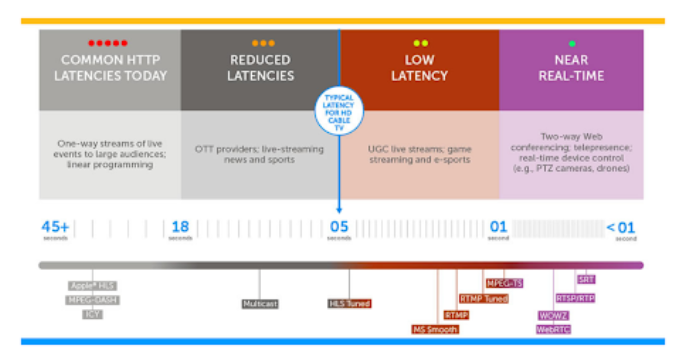 COMMON HTTP
LATENCIES TODAY
REDUCED
LATENCIES
LOW
LATENCY
NEAR
REAL-TIME
TYPICAL
LATENCY
FOR HD
CABLE
TV
One-way streams of live
events to large audiences;
linear programming
OTT providers; live-streaming
news and sports
UGC live streams; game
streaming and e-sports
Two-way Web
conferencing; telepresence;
real-time device control
(e.g., PTZ cameras, drones)
45+
seconds
18
seconds
05
seconds
01
seconds
<01
second
Apple® HLS
MPEG-DASH
ICY
Multicast
HLS Tuned
MS Smooth
RTMP
RTMP Tuned
MPEG-TS
SRT
RTSP/RTP
WOWZ
WebRTC